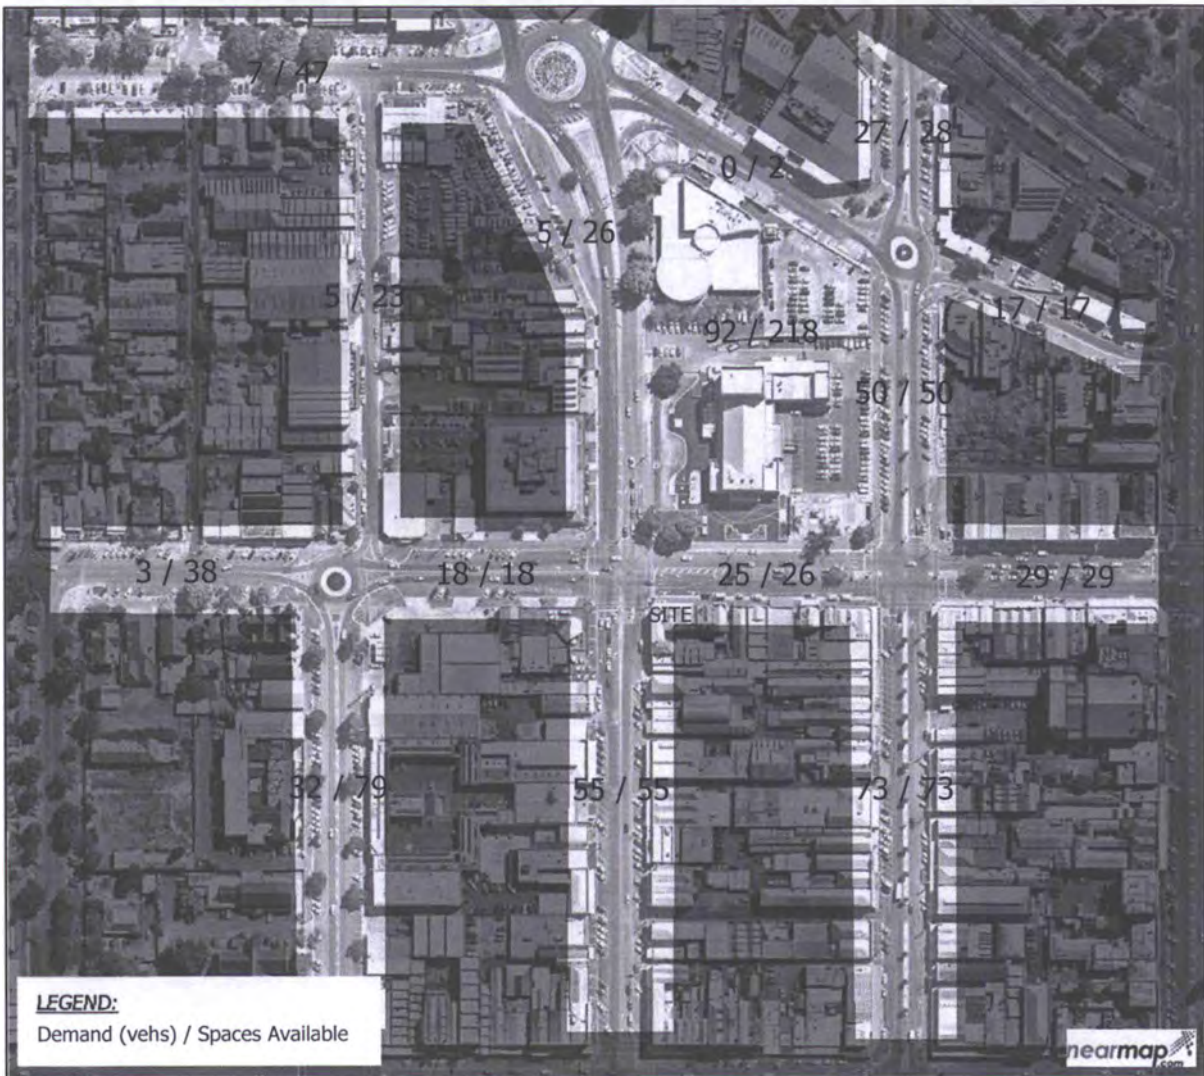 7 / 47
27 / 28
0 / 2
5 / 26
5 / 23
17 / 17
92 / 218
50 / 50
3 / 38
18 / 18
25 / 26
29 / 29
SITE
32 / 79
55 / 55
73 / 73
LEGEND:
Demand (vehs) / Spaces Available
nearmap
.com